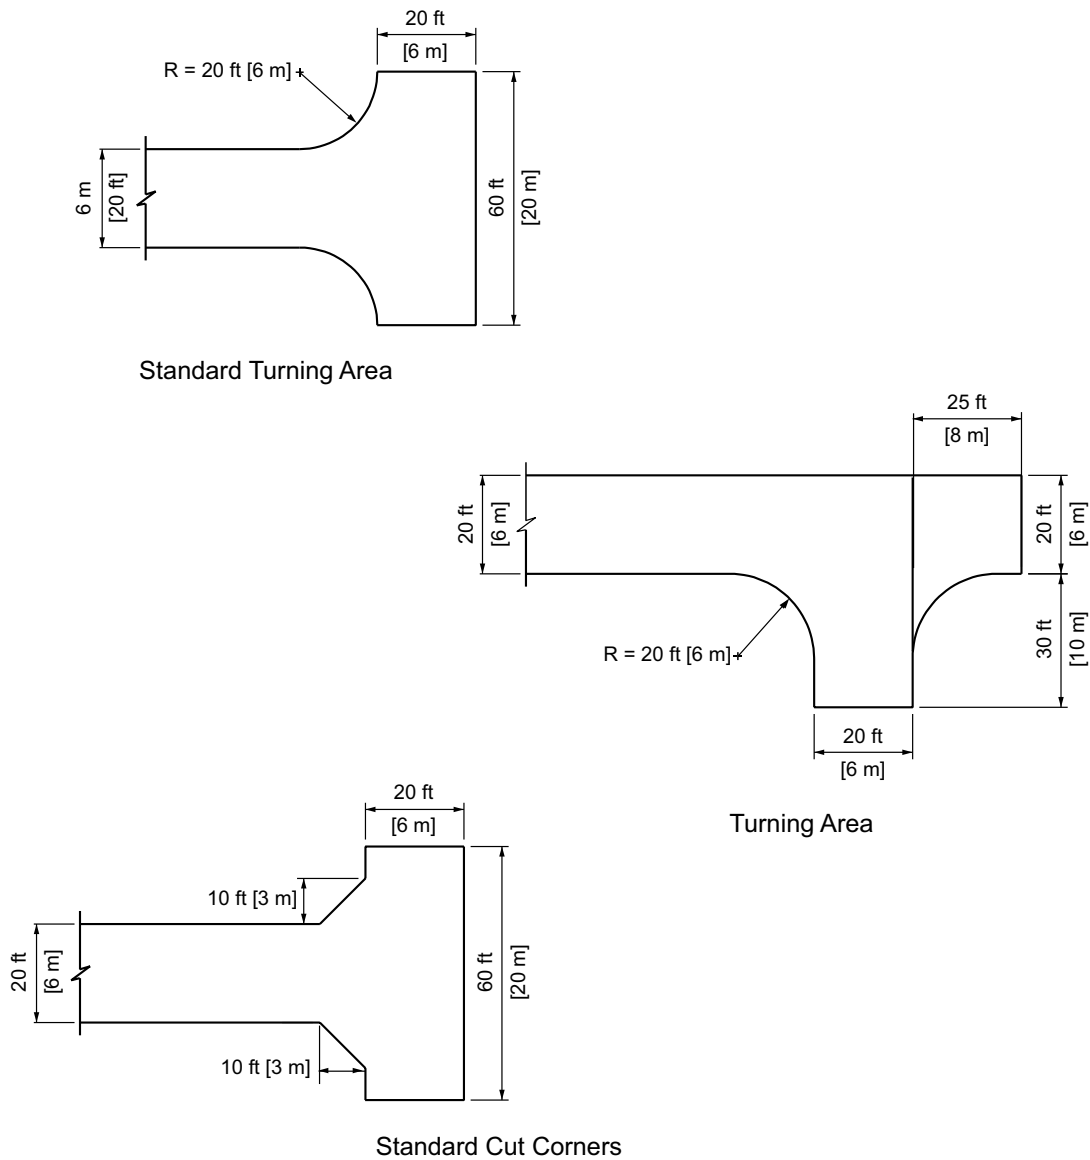 20 ft
[6 m]
R = 20 ft [6 m]
6 m
[20 ft]
60 ft
[20 m]
Standard Turning Area
25 ft
[8 m]
20 ft
[6 m]
20 ft
[6 m]
R = 20 ft [6 m]
30 ft
[10 m]
20 ft
[6 m]
Turning Area
20 ft
[6 m]
10 ft [3 m]
20 ft
[6 m]
60 ft
[20 m]
10 ft [3 m]
Standard Cut Corners